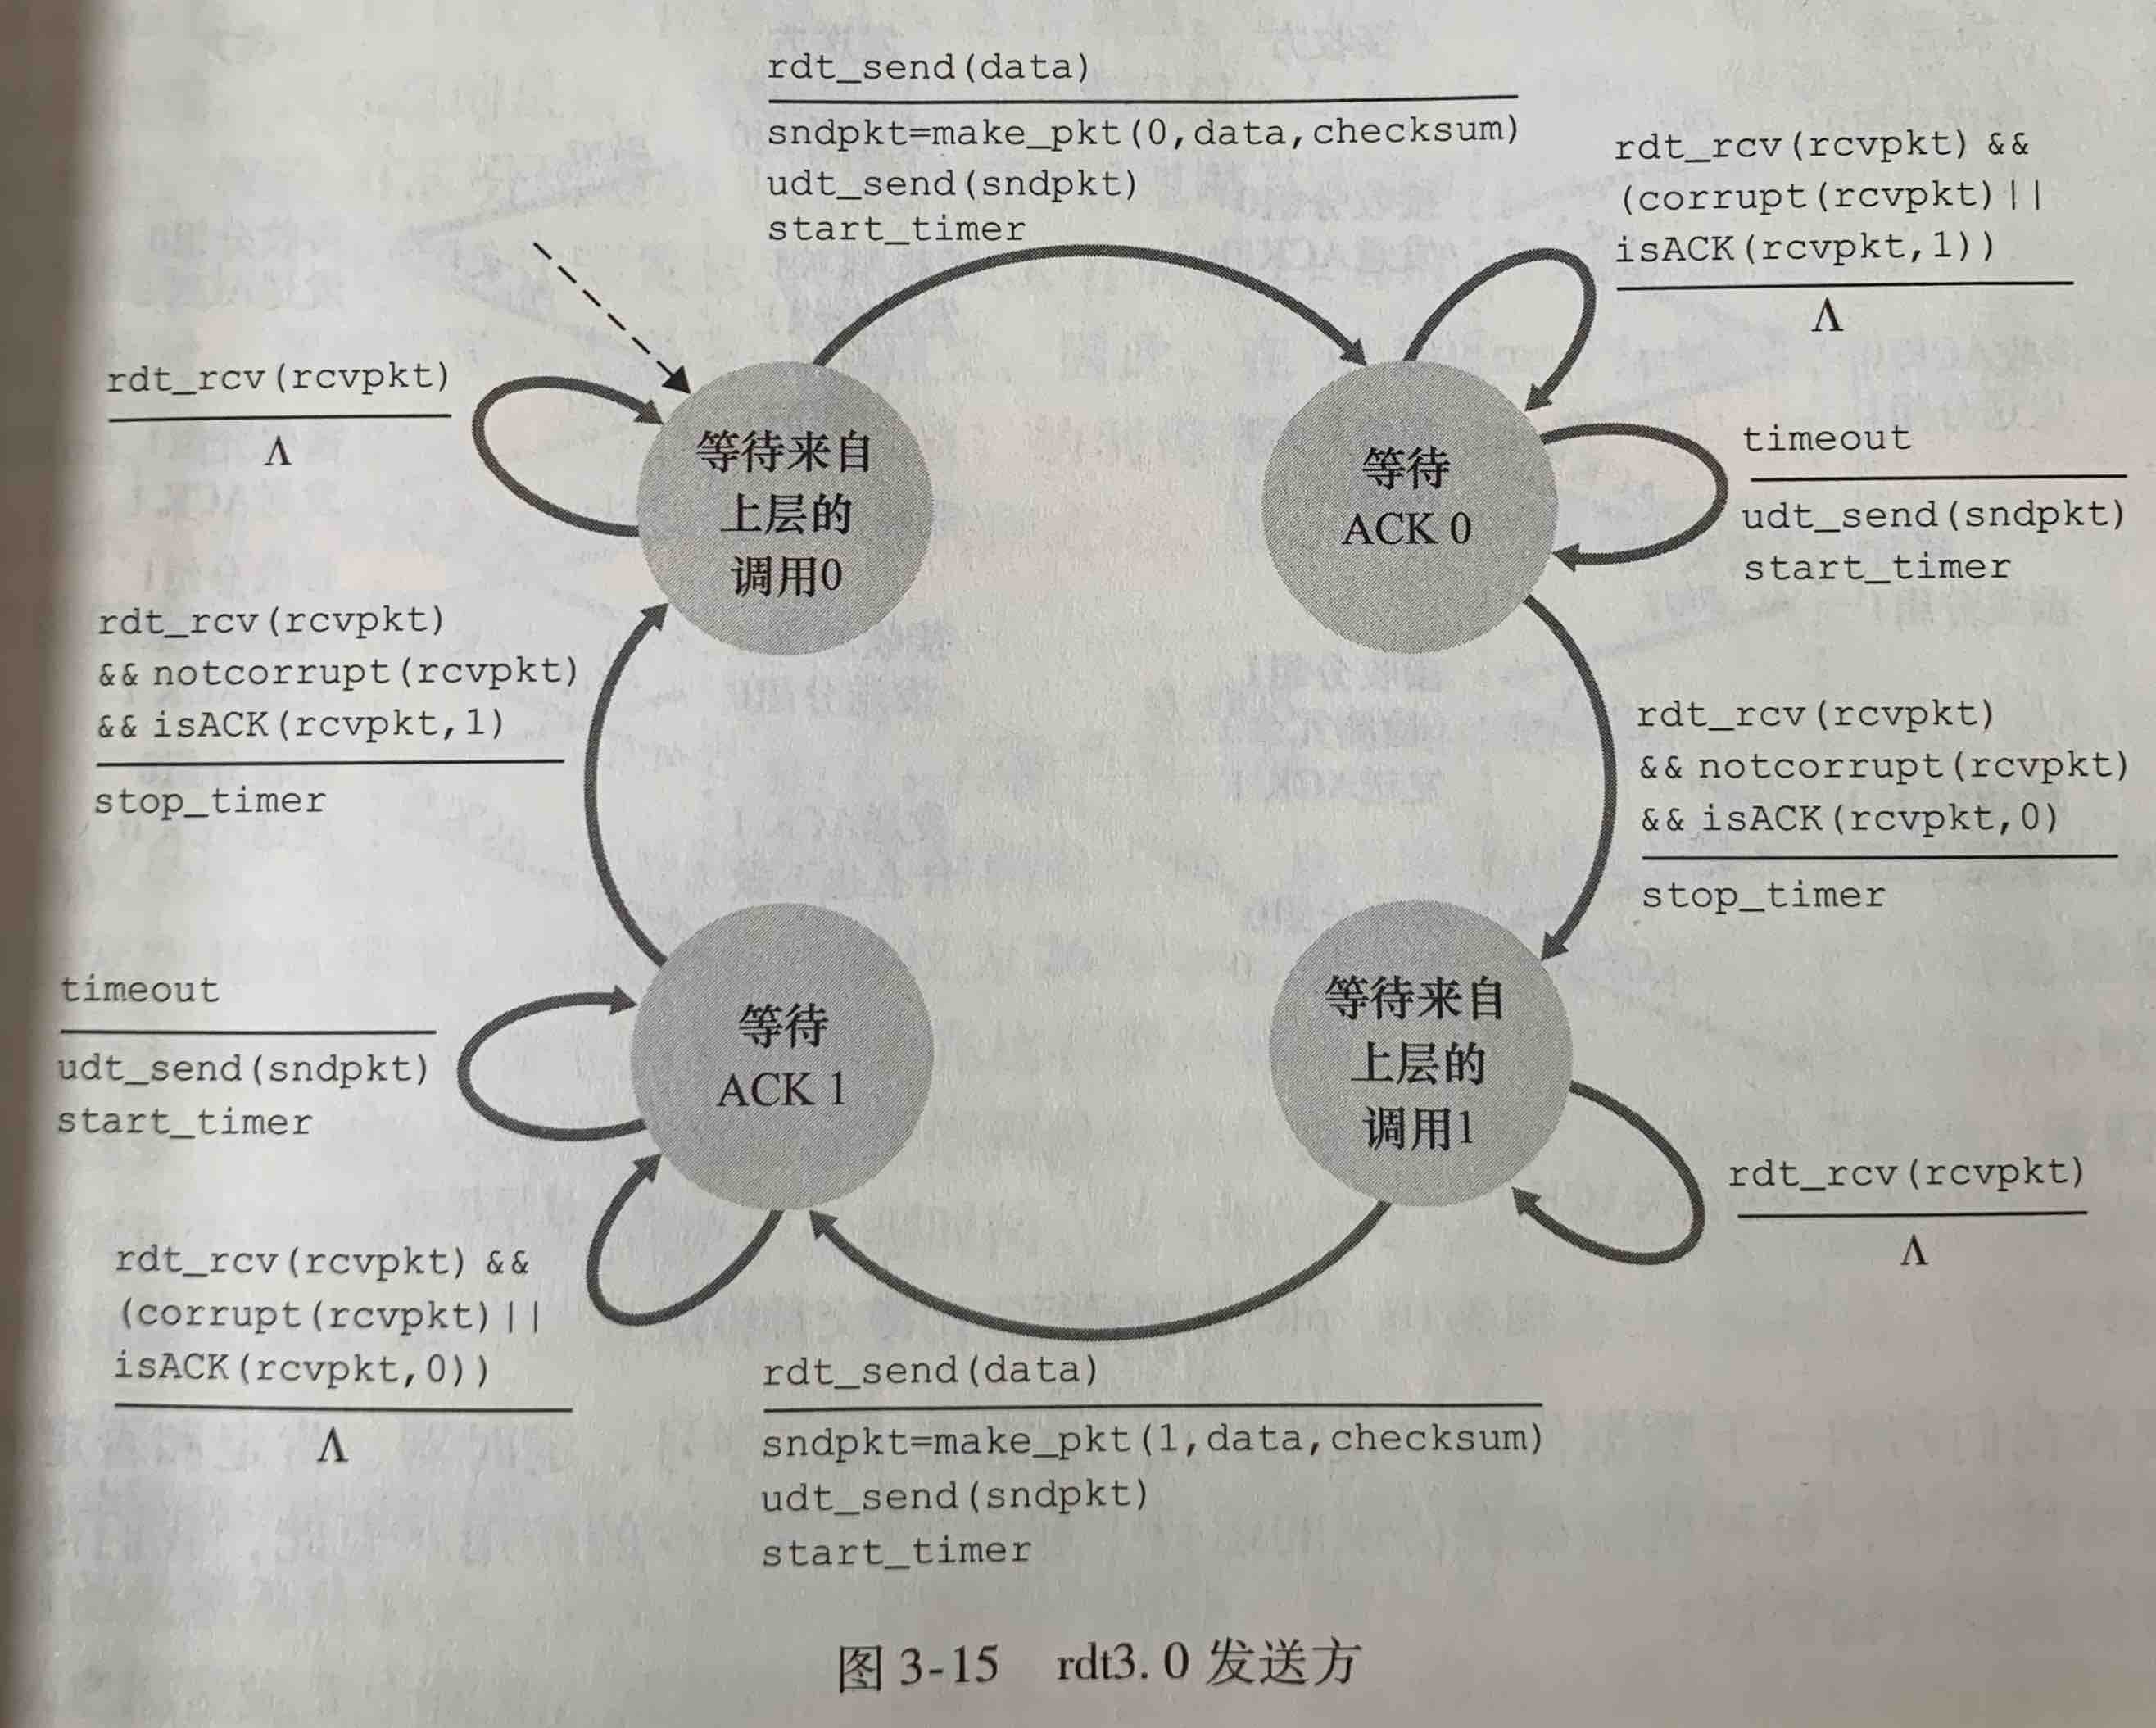 rdt_send(data)
sndpkt=make_pkt(0,data,checksum)
udt_send(sndpkt)
start_timer
rdt_rcv(rcvpkt) &&
(corrupt(rcvpkt)||
isACK(rcvpkt,1))
Λ
rdt_rcv(rcvpkt)
Λ
等待来自
上层的
调用0
等待
ACK 0
timeout
udt_send(sndpkt)
start_timer
rdt_rcv(rcvpkt)
&& notcorrupt(rcvpkt)
&& isACK(rcvpkt,1)
stop_timer
rdt_rcv(rcvpkt)
&& notcorrupt(rcvpkt)
&& isACK(rcvpkt,0)
stop_timer
timeout
udt_send(sndpkt)
start_timer
等待
ACK 1
等待来自
上层的
调用1
rdt_rcv(rcvpkt)
Λ
rdt_rcv(rcvpkt) &&
(corrupt(rcvpkt)||
isACK(rcvpkt,0))
Λ
rdt_send(data)
sndpkt=make_pkt(1,data,checksum)
udt_send(sndpkt)
start_timer
图 3-15 rdt3. 0 发送方